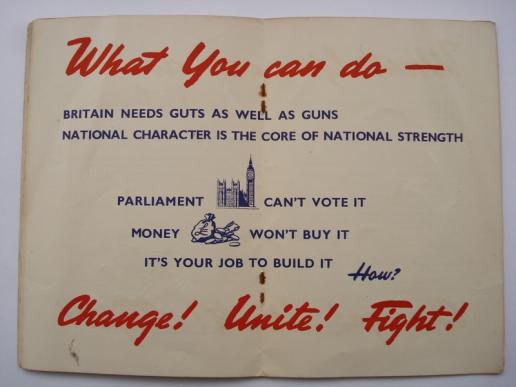 What You can do —
BRITAIN NEEDS GUTS AS WELL AS GUNS
NATIONAL CHARACTER IS THE CORE OF NATIONAL STRENGTH
PARLIAMENT CAN'T VOTE IT
MONEY WON'T BUY IT
IT'S YOUR JOB TO BUILD IT
How?
Change! Unite! Fight!